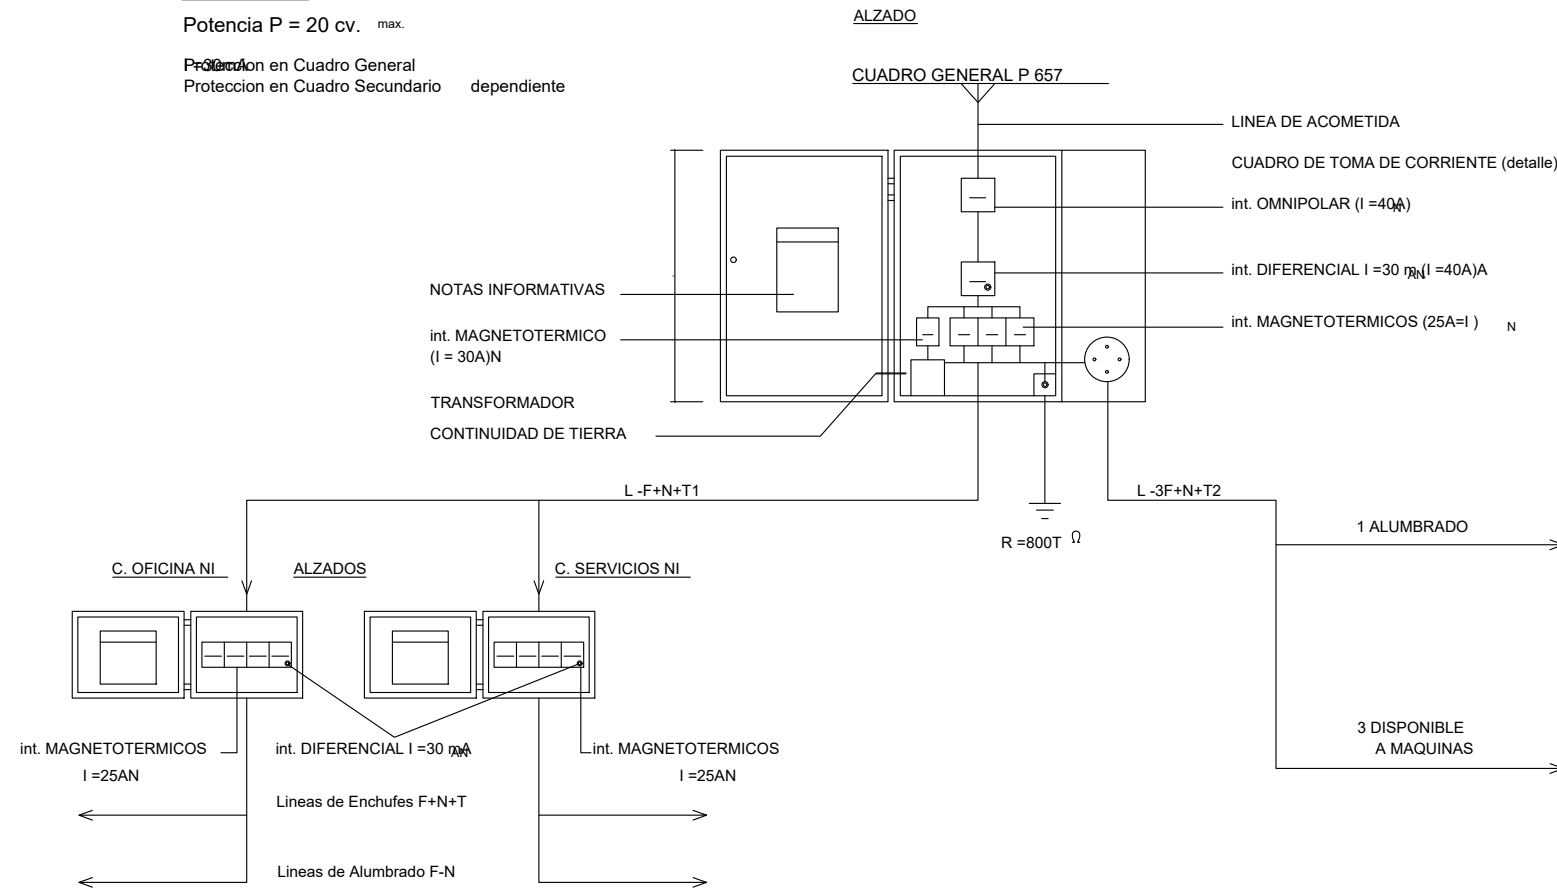 Potencia P = 20 cv. max.
ALZADO
I =30mA
Proteccion en Cuadro General
Proteccion en Cuadro Secundario dependiente
CUADRO GENERAL P 657
LINEA DE ACOMETIDA
CUADRO DE TOMA DE CORRIENTE (detalle)
int. OMNIPOLAR (I =40A)
N
int. DIFERENCIAL I =30 m (I =40A)A
NOTAS INFORMATIVAS
int. MAGNETOTERMICOS (25A=I ) N
int. MAGNETOTERMICO
(I = 30A)N
TRANSFORMADOR
CONTINUIDAD DE TIERRA
L -F+N+T1
L -3F+N+T2
R =800T Ω
1 ALUMBRADO
C. OFICINA NI
ALZADOS
C. SERVICIOS NI
3 DISPONIBLE
A MAQUINAS
int. MAGNETOTERMICOS
I =25AN
int. DIFERENCIAL I =30 mA
int. MAGNETOTERMICOS
I =25AN
Lineas de Enchufes F+N+T
Lineas de Alumbrado F-N